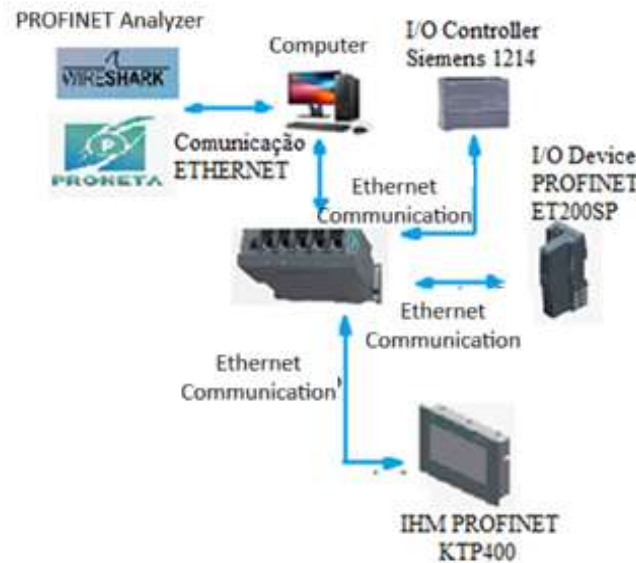 PROFINET Analyzer
WIRESHARK
PRONETA
Computer
I/O Controller
Siemens 1214
Comunicação
ETHERNET
Ethernet
Communication
I/O Device
PROFINET
ET200SP
Ethernet
Communication
Ethernet
Communication'
IHM PROFINET
KTP400